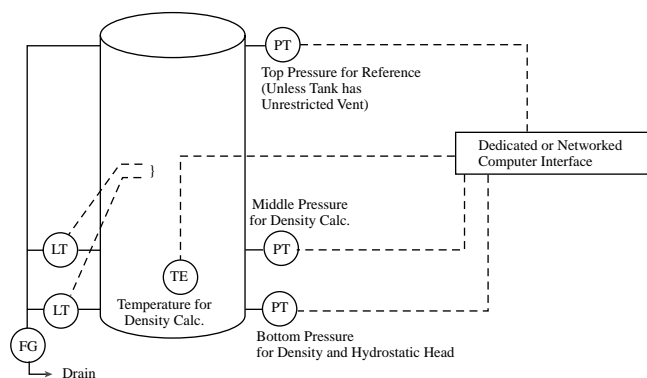 PT
Top Pressure for Reference
(Unless Tank has
Unrestricted Vent)
Dedicated or Networked
Computer Interface
}
Middle Pressure
for Density Calc.
LT
PT
TE
LT
Temperature for
Density Calc.
PT
Bottom Pressure
for Density and Hydrostatic Head
FG
Drain